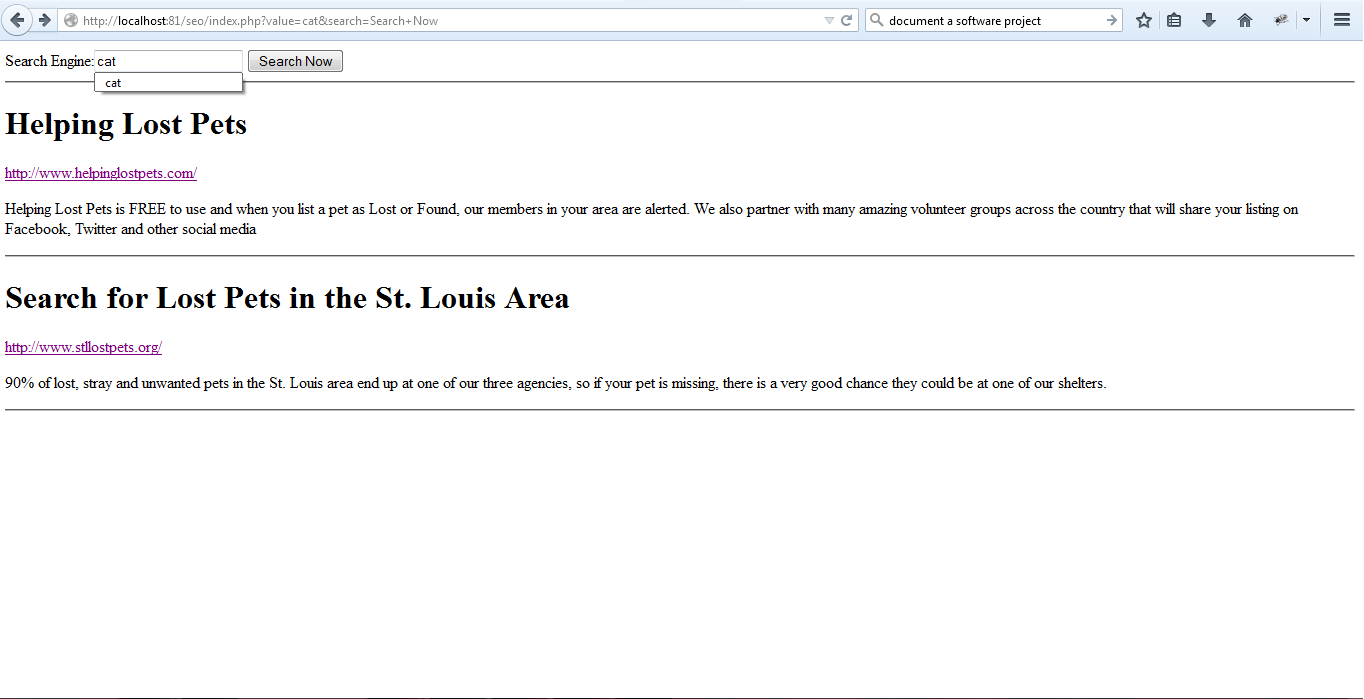 http://localhost:81/seo/index.php?value=cat&search=Search+Now
document a software project
Search Engine: cat Search Now
cat
Helping Lost Pets
http://www.helpinglostpets.com/
Helping Lost Pets is FREE to use and when you list a pet as Lost or Found, our members in your area are alerted. We also partner with many amazing volunteer groups across the country that will share your listing on
Facebook, Twitter and other social media
Search for Lost Pets in the St. Louis Area
http://www.stllostpets.org/
90% of lost, stray and unwanted pets in the St. Louis area end up at one of our three agencies, so if your pet is missing, there is a very good chance they could be at one of our shelters.